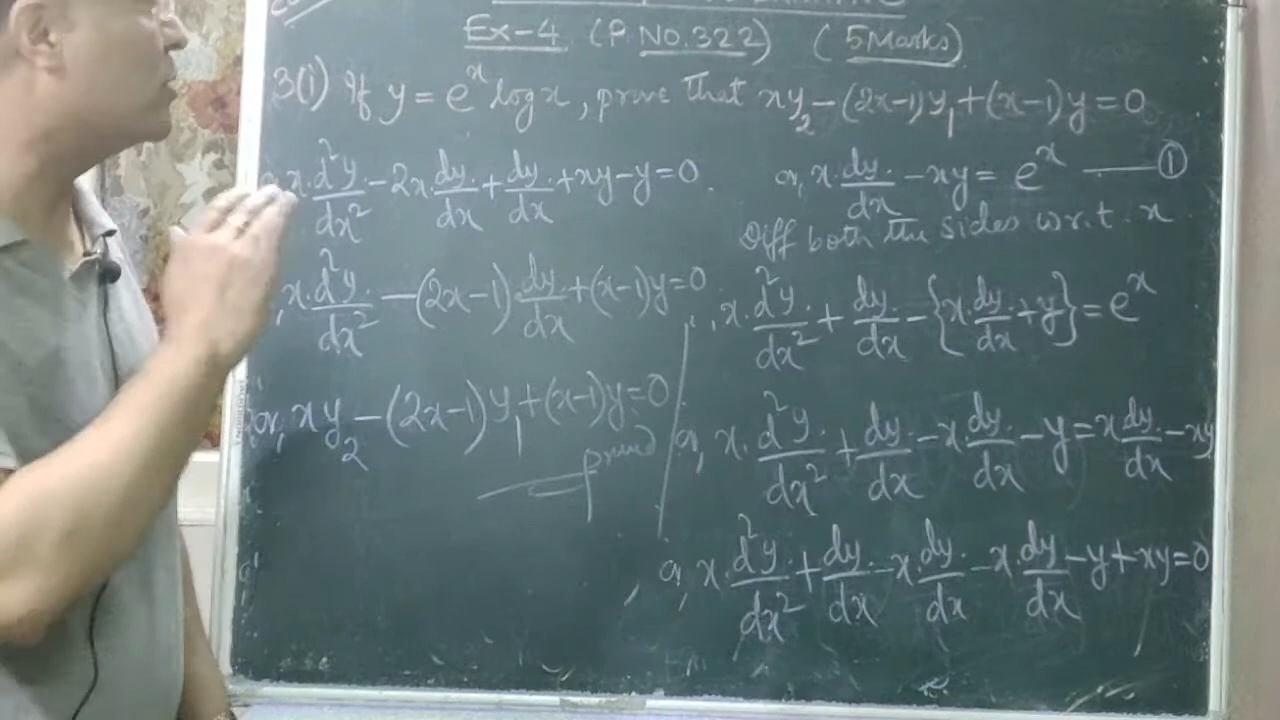 Ex-4 (P.NO.322) (5Marks)
3(i) If y = eˣ log x, prove that xy₂ - (2x-1)y₁ + (x-1)y = 0
x. d²y/dx² - 2x. dy/dx + dy/dx + xy - y = 0.
x. d²y/dx² - (2x-1) dy/dx + (x-1)y = 0
or, xy₂ - (2x-1)y₁ + (x-1)y = 0
proved
or, x. dy/dx - xy = eˣ — ①
Diff both the sides w.r.t. x
, x. d²y/dx² + dy/dx - {x. dy/dx + y} = eˣ
or, x. d²y/dx² + dy/dx - x. dy/dx - y = x dy/dx - xy
or, x. d²y/dx² + dy/dx - x. dy/dx - x. dy/dx - y + xy = 0